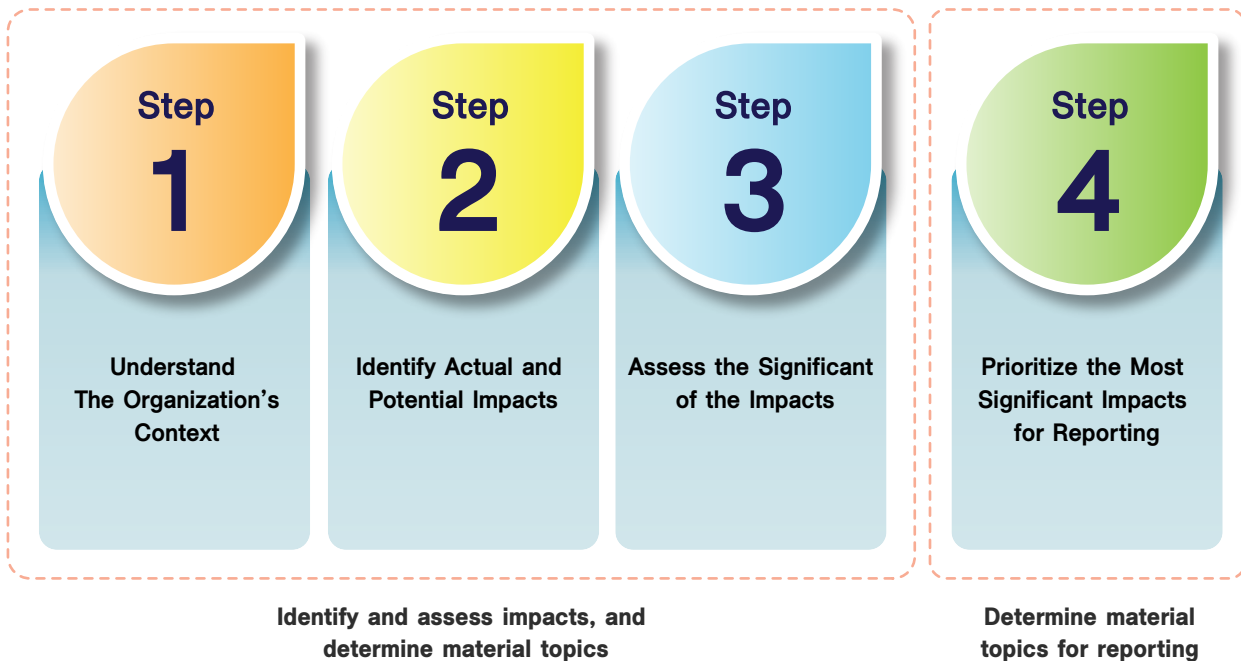 Step
1
Understand
The Organization's
Context
Step
2
Identify Actual and
Potential Impacts
Step
3
Assess the Significant
of the Impacts
Step
4
Prioritize the Most
Significant Impacts
for Reporting
Identify and assess impacts, and
determine material topics
Determine material
topics for reporting